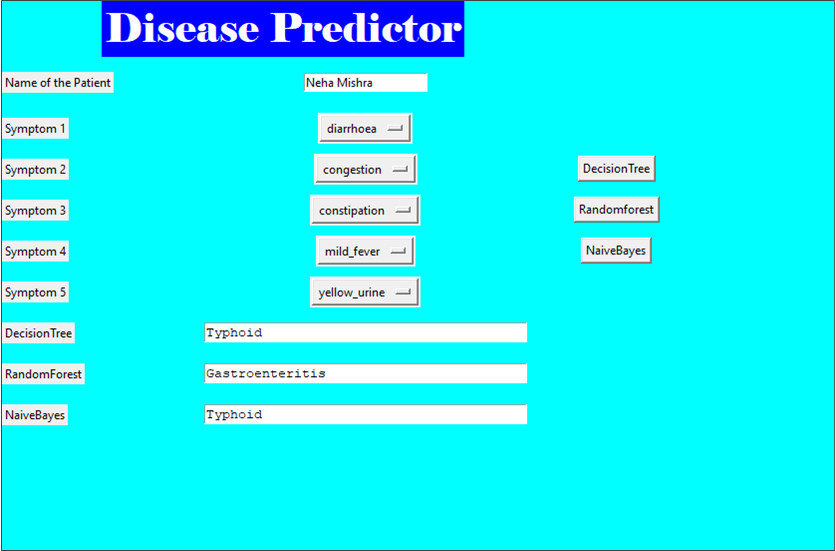 Disease Predictor
Name of the Patient Neha Mishra
Symptom 1 diarrhoea
Symptom 2 congestion DecisionTree
Symptom 3 constipation Randomforest
Symptom 4 mild_fever NaiveBayes
Symptom 5 yellow_urine
DecisionTree Typhoid
RandomForest Gastroenteritis
NaiveBayes Typhoid